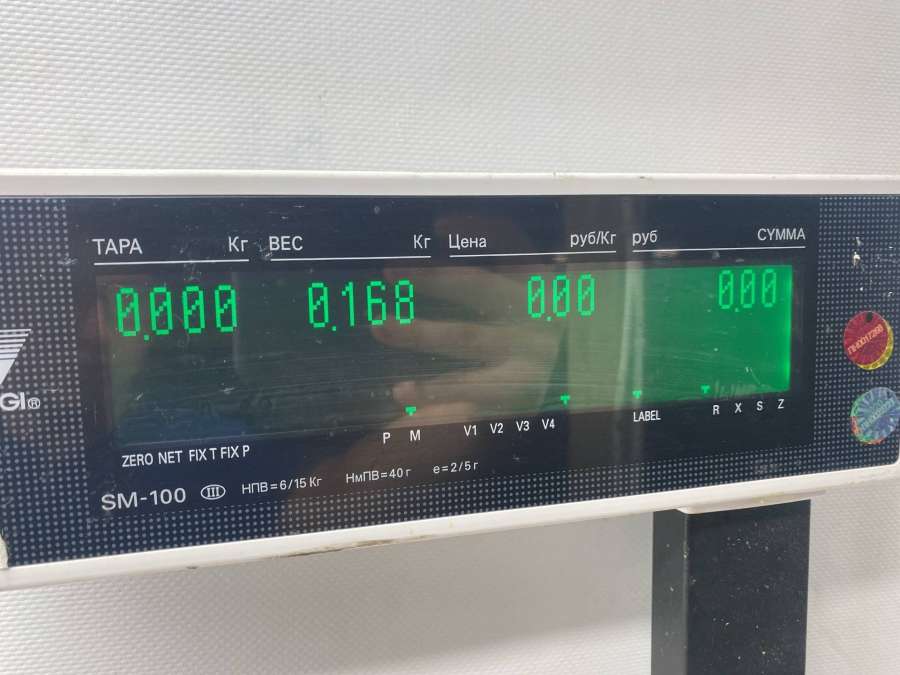 ТАРА Кг ВЕС Кг Цена руб/Кг руб СУММА
0.000 0.168 0.00 0.00
GI®
P M V1 V2 V3 V4 LABEL R X S Z
ZERO NET FIX T FIX P
SM-100 III НПВ=6/15 Кг НмПВ=40 г e=2/5 г